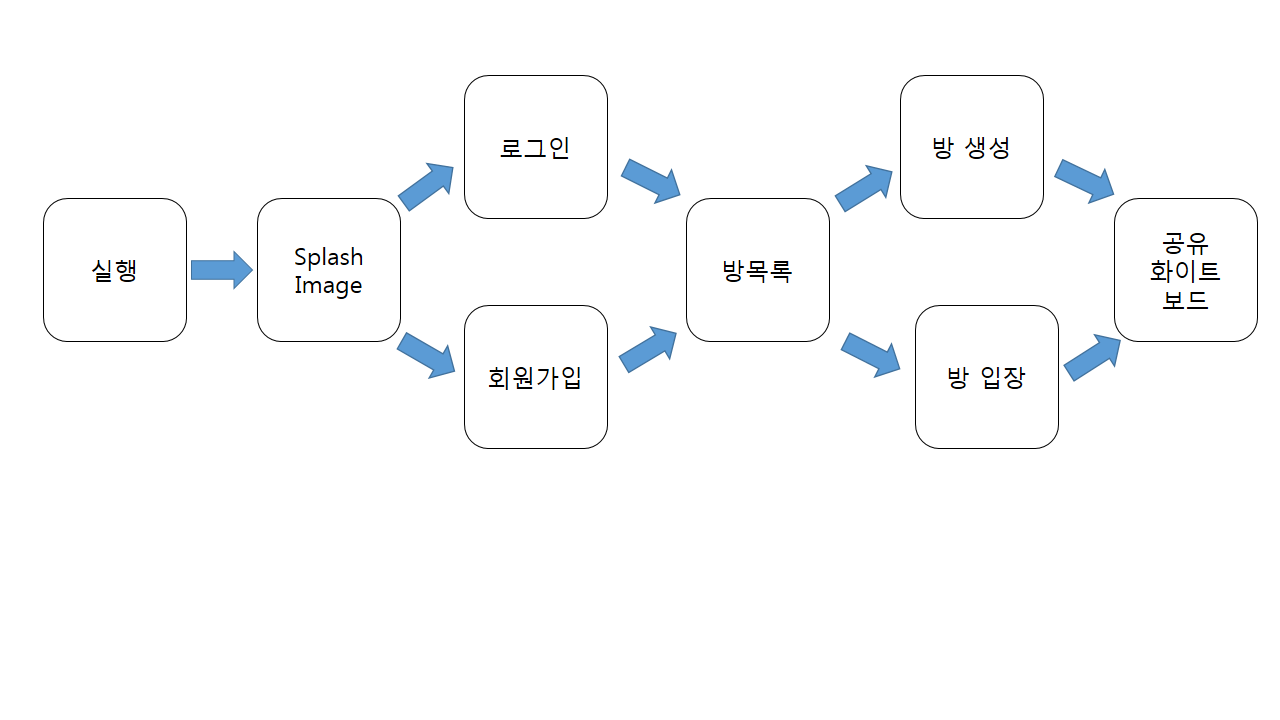 실행
Splash
Image
로그인
회원가입
방목록
방 생성
방 입장
공유
화이트
보드